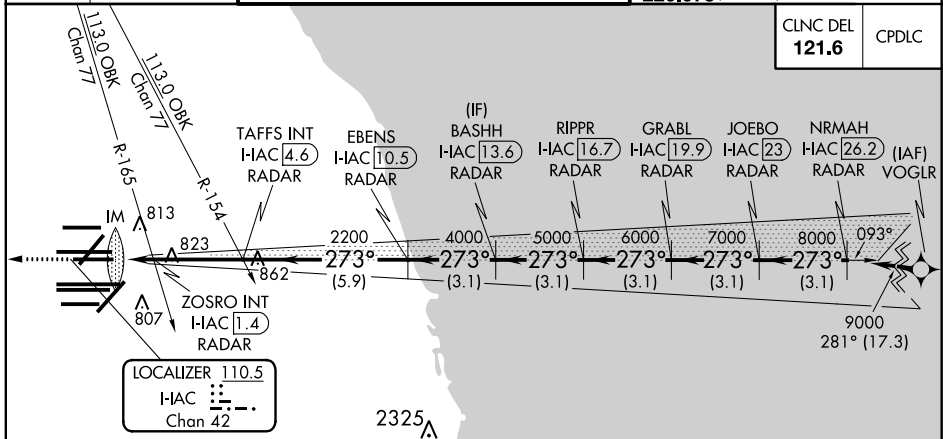 CLNC DEL
121.6
CPDLC
113.0 OBK
Chan 77
113.0 OBK
Chan 77
R-165
R-154
TAFFS INT
I-IAC 4.6
RADAR
EBENS
I-IAC 10.5
RADAR
(IF)
BASHH
I-IAC 13.6
RADAR
RIPPR
I-IAC 16.7
RADAR
GRABL
I-IAC 19.9
RADAR
JOEBO
I-IAC 23
RADAR
NRMAH
I-IAC 26.2
RADAR
(IAF)
VOGLR
IM
813
823
862
807
2200
4000
5000
6000
7000
8000
093°
273°
273°
273°
273°
273°
273°
(5.9)
(3.1)
(3.1)
(3.1)
(3.1)
(3.1)
9000
281° (17.3)
ZOSRO INT
I-IAC 1.4
RADAR
LOCALIZER 110.5
I-IAC
Chan 42
2325